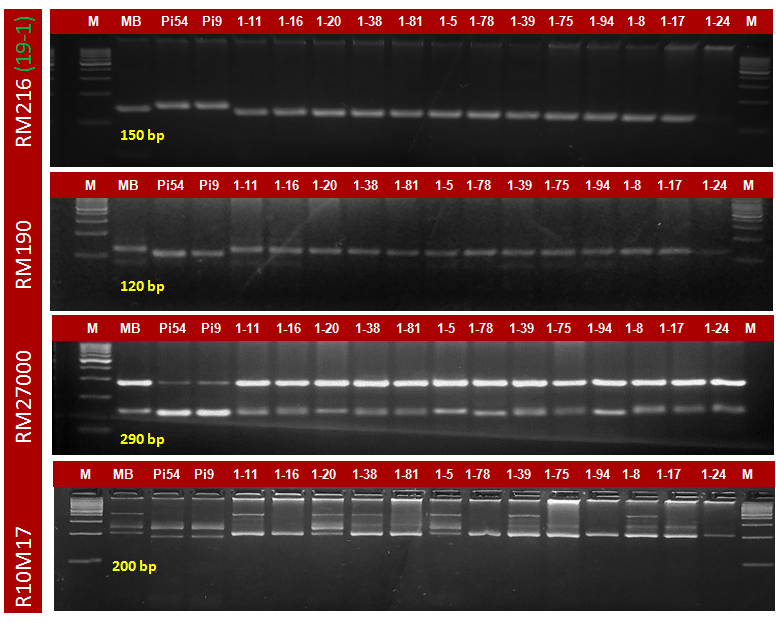 RM216 (19-1)
M MB Pi54 Pi9 1-11 1-16 1-20 1-38 1-81 1-5 1-78 1-39 1-75 1-94 1-8 1-17 1-24 M
150 bp
RM190
M MB Pi54 Pi9 1-11 1-16 1-20 1-38 1-81 1-5 1-78 1-39 1-75 1-94 1-8 1-17 1-24 M
120 bp
RM27000
M MB Pi54 Pi9 1-11 1-16 1-20 1-38 1-81 1-5 1-78 1-39 1-75 1-94 1-8 1-17 1-24 M
290 bp
R10M17
M MB Pi54 Pi9 1-11 1-16 1-20 1-38 1-81 1-5 1-78 1-39 1-75 1-94 1-8 1-17 1-24 M
200 bp